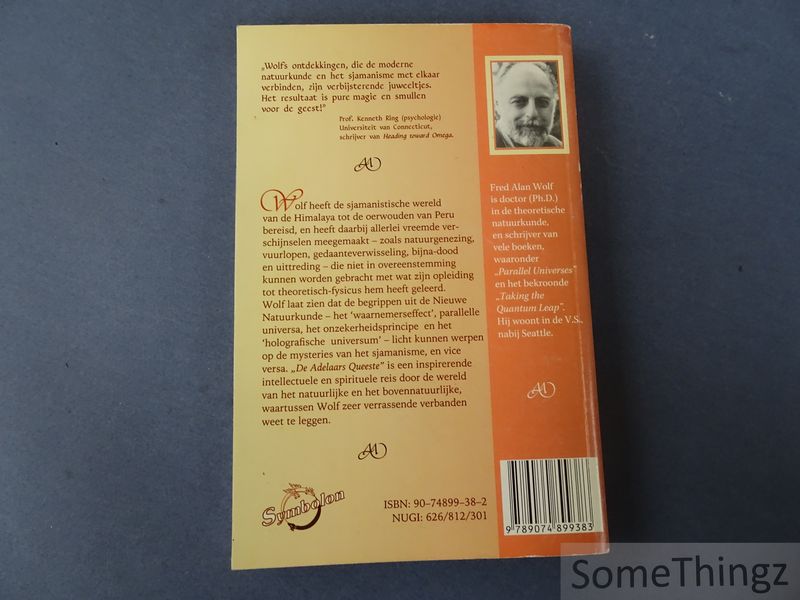 „Wolf's ontdekkingen, die de moderne
natuurkunde en het sjamanisme met elkaar
verbinden, zijn verbijsterende juweeltjes.
Het resultaat is pure magie en smullen
voor de geest!"
Prof. Kenneth Ring (psychologie)
Universiteit van Connecticut,
schrijver van Heading toward Omega.
Wolf heeft de sjamanistische wereld
van de Himalaya tot de oerwouden van Peru
bereisd, en heeft daarbij allerlei vreemde ver-
schijnselen meegemaakt – zoals natuurgenezing,
vuurlopen, gedaanteverwisseling, bijna-dood
en uittreding – die niet in overeenstemming
kunnen worden gebracht met wat zijn opleiding
tot theoretisch-fysicus hem heeft geleerd.
Wolf laat zien dat de begrippen uit de Nieuwe
Natuurkunde – het ‘waarnemerseffect’, parallele
universa, het onzekerheidsprincipe en het
‘holografische universum’ – licht kunnen werpen
op de mysteries van het sjamanisme, en vice
versa. „De Adelaars Queeste” is een inspirerende
intellectuele en spirituele reis door de wereld
van het natuurlijke en het bovennatuurlijke,
waartussen Wolf zeer verrassende verbanden
weet te leggen.
Symbolon
ISBN: 90-74899-38-2
NUGI: 626/812/301
Fred Alan Wolf
is doctor (Ph.D.)
in de theoretische
natuurkunde,
en schrijver van
vele boeken,
waaronder
„Parallel Universes”
en het bekroonde
„Taking the
Quantum Leap”.
Hij woont in de V.S.,
nabij Seattle.
9 789074 899383
SomeThingz